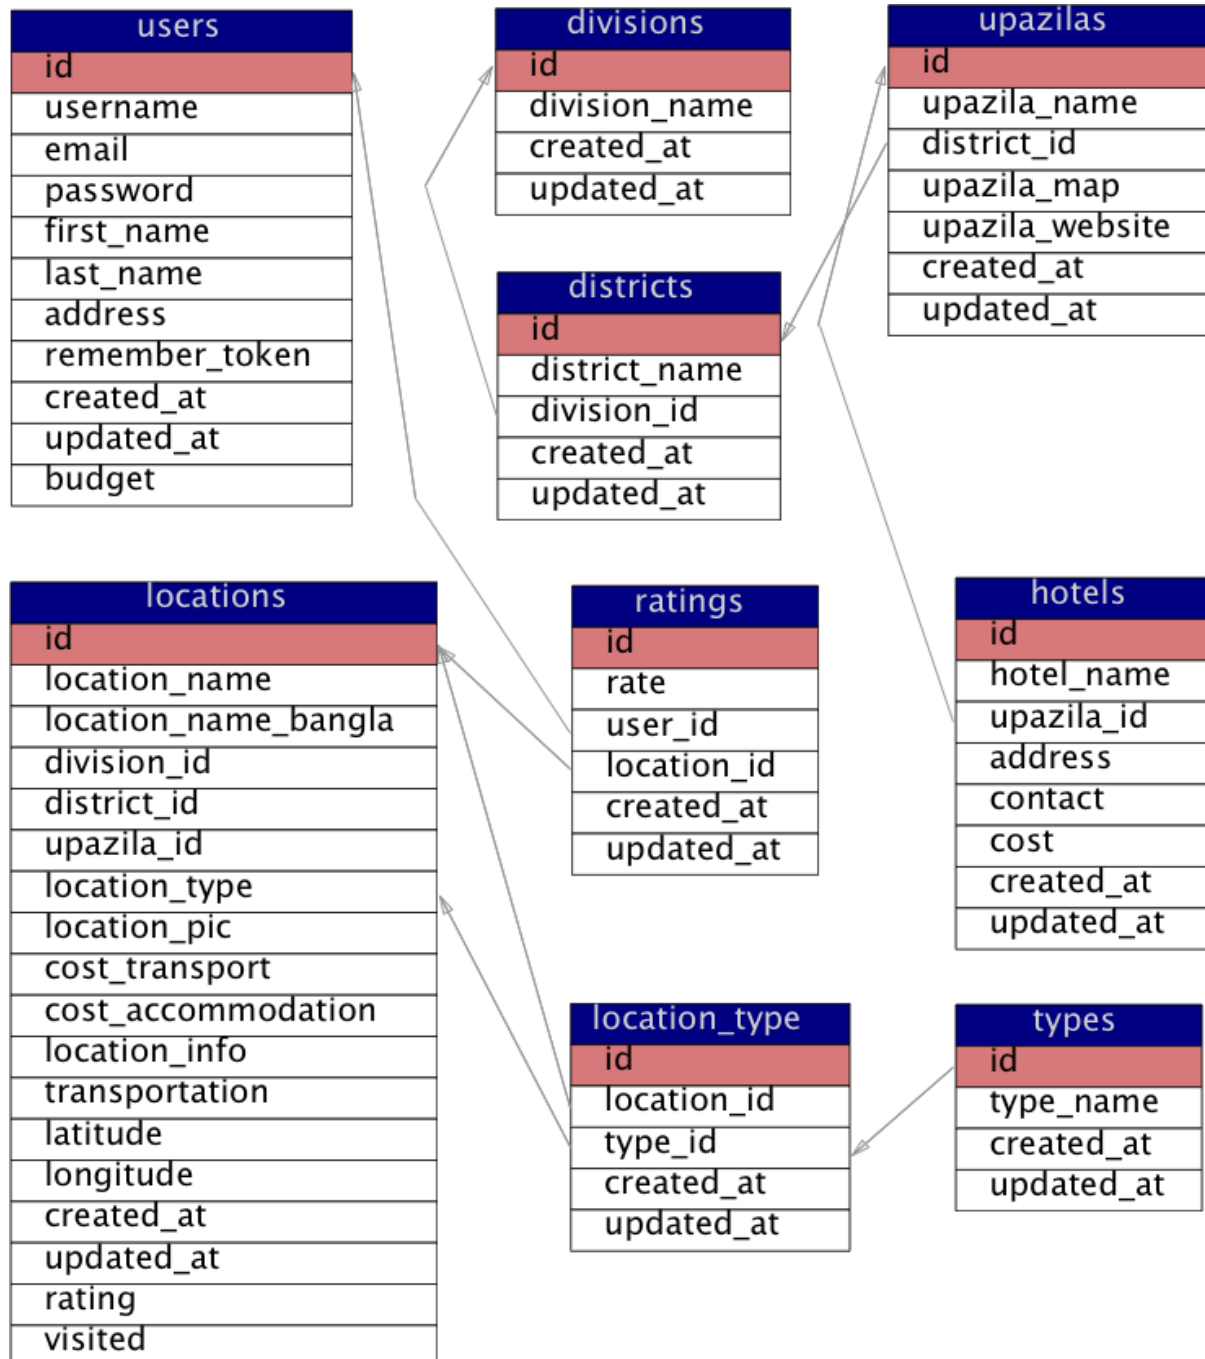 users
id
username
email
password
first_name
last_name
address
remember_token
created_at
updated_at
budget
divisions
id
division_name
created_at
updated_at
upazilas
id
upazila_name
district_id
upazila_map
upazila_website
created_at
updated_at
districts
id
district_name
division_id
created_at
updated_at
locations
id
location_name
location_name_bangla
division_id
district_id
upazila_id
location_type
location_pic
cost_transport
cost_accommodation
location_info
transportation
latitude
longitude
created_at
updated_at
rating
visited
ratings
id
rate
user_id
location_id
created_at
updated_at
hotels
id
hotel_name
upazila_id
address
contact
cost
created_at
updated_at
location_type
id
location_id
type_id
created_at
updated_at
types
id
type_name
created_at
updated_at